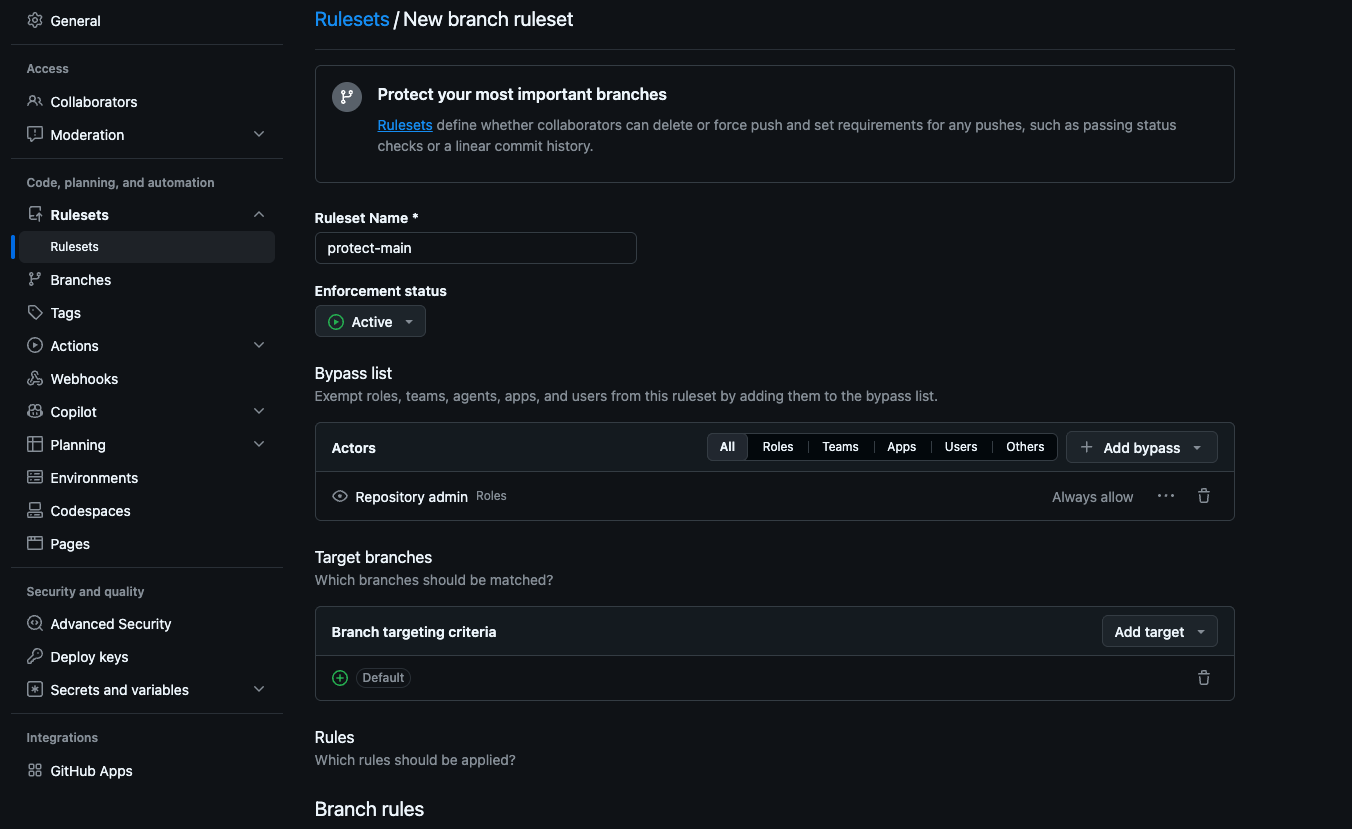 General
Access
Collaborators
Moderation
Code, planning, and automation
Rulesets
Rulesets
Branches
Tags
Actions
Webhooks
Copilot
Planning
Environments
Codespaces
Pages
Security and quality
Advanced Security
Deploy keys
Secrets and variables
Integrations
GitHub Apps
Rulesets / New branch ruleset
Protect your most important branches
Rulesets define whether collaborators can delete or force push and set requirements for any pushes, such as passing status
checks or a linear commit history.
Ruleset Name *
protect-main
Enforcement status
Active
Bypass list
Exempt roles, teams, agents, apps, and users from this ruleset by adding them to the bypass list.
Actors All Roles Teams Apps Users Others Add bypass
Repository admin Roles Always allow
Target branches
Which branches should be matched?
Branch targeting criteria Add target
Default
Rules
Which rules should be applied?
Branch rules